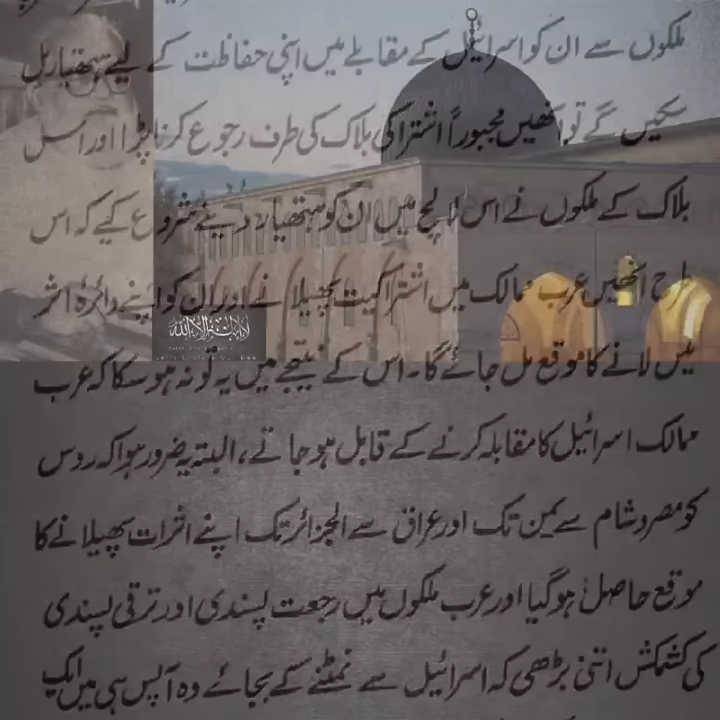 ملکوں سے ان کو اسرائیل کے مقابلے میں اپنی حفاظت کے لیے ہتھیار مل
سکیں گے تو انھیں مجبوراً اشتراکی بلاک کی طرف رجوع کرنا پڑا اور اس
بلاک کے ملکوں نے اس لالچ میں ان کو ہتھیار دینے شروع کیے کہ اس
طرح انھیں عرب ممالک میں اشتراکیت پھیلانے اور ان کو اپنے دائرۂ اثر
میں لانے کا موقع مل جائے گا۔ اس کے نتیجے میں یہ تو نہ ہوسکا کہ عرب
ممالک اسرائیل کا مقابلہ کرنے کے قابل ہو جاتے، البتہ یہ ضرور ہوا کہ روس
کو مصر و شام سے یمن تک اور عراق سے الجزائر تک اپنے اثرات پھیلانے کا
موقع حاصل ہوگیا اور عرب ملکوں میں رجعت پسندی اور ترقی پسندی
کی کشمکش اتنی بڑھی کہ اسرائیل سے نمٹنے کے بجائے وہ آپس ہی میں ایک